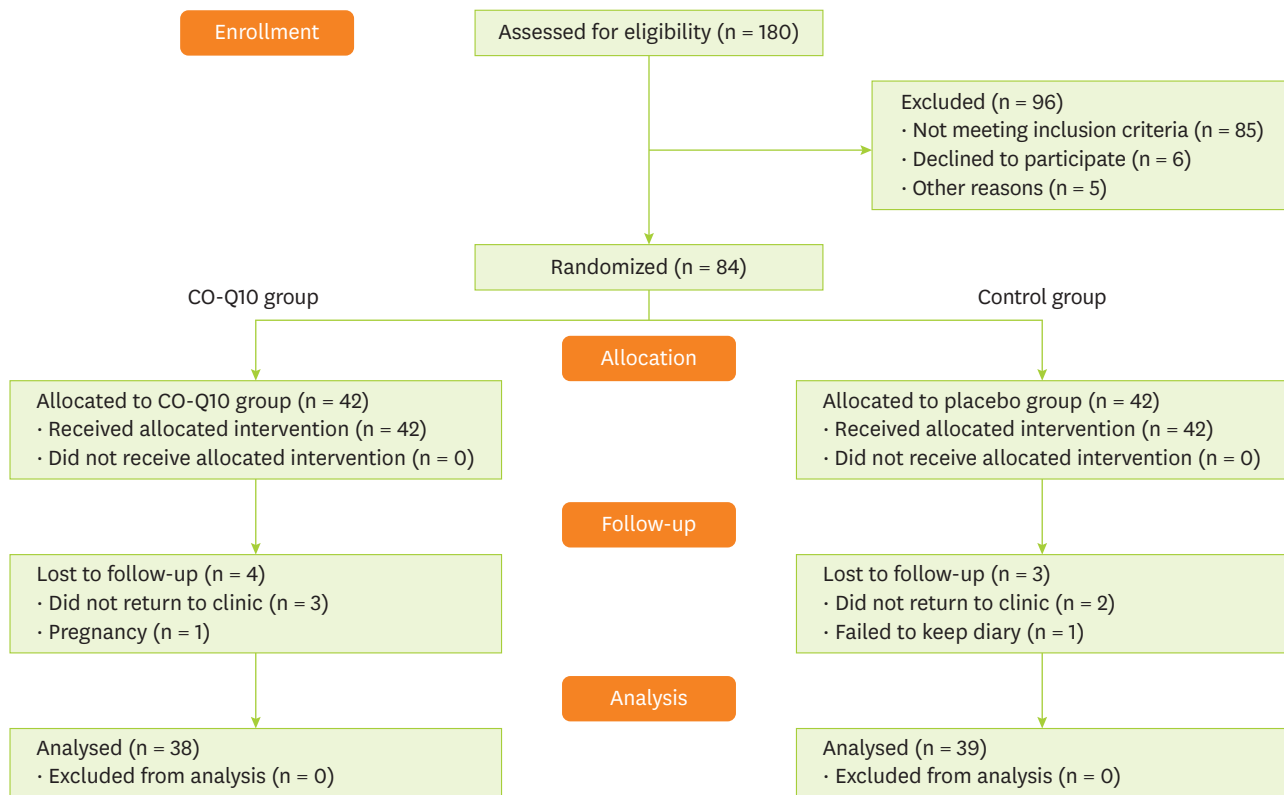 Enrollment
Assessed for eligibility (n = 180)
Excluded (n = 96)
· Not meeting inclusion criteria (n = 85)
· Declined to participate (n = 6)
· Other reasons (n = 5)
Randomized (n = 84)
CO-Q10 group
Control group
Allocation
Allocated to CO-Q10 group (n = 42)
· Received allocated intervention (n = 42)
· Did not receive allocated intervention (n = 0)
Allocated to placebo group (n = 42)
· Received allocated intervention (n = 42)
· Did not receive allocated intervention (n = 0)
Follow-up
Lost to follow-up (n = 4)
· Did not return to clinic (n = 3)
· Pregnancy (n = 1)
Lost to follow-up (n = 3)
· Did not return to clinic (n = 2)
· Failed to keep diary (n = 1)
Analysis
Analysed (n = 38)
· Excluded from analysis (n = 0)
Analysed (n = 39)
· Excluded from analysis (n = 0)